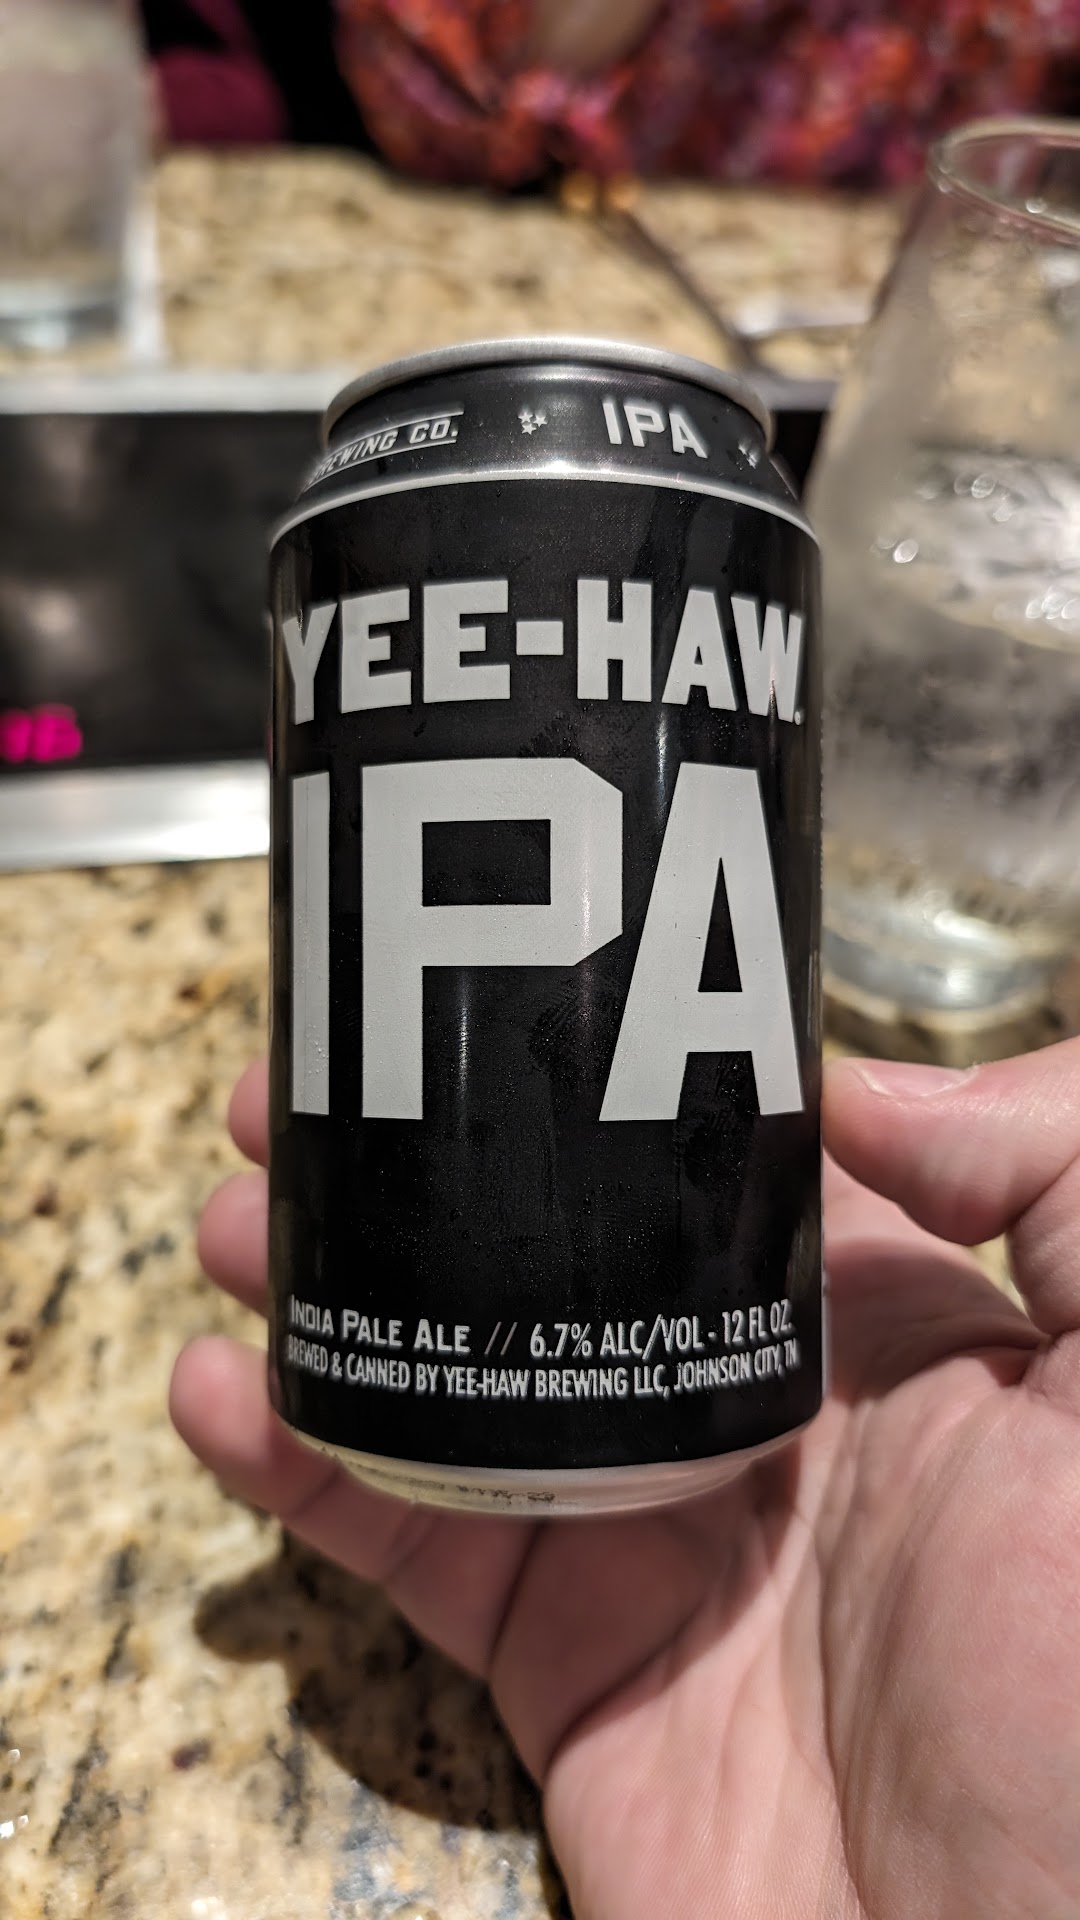 BREWING CO. IPA
YEE-HAW.
IPA
INDIA PALE ALE // 6.7% ALC/VOL · 12 FL OZ.
BREWED & CANNED BY YEE-HAW BREWING LLC, JOHNSON CITY, TN